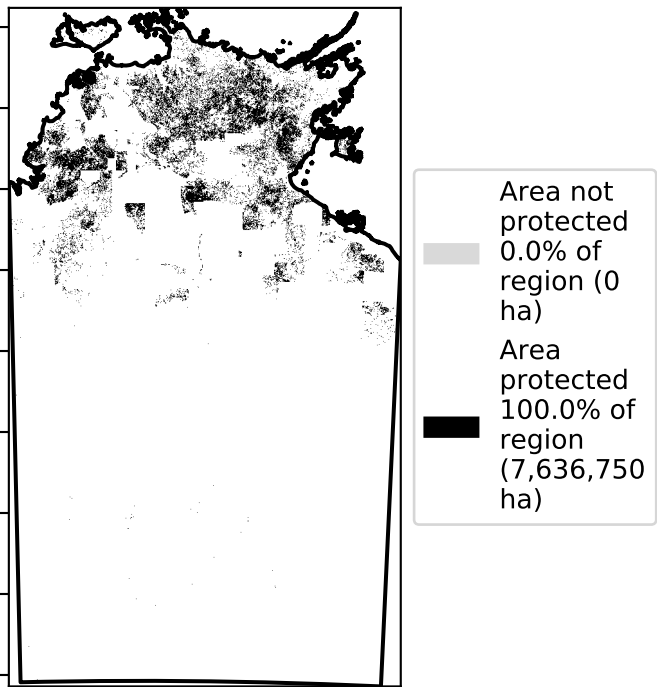 Area not
protected
0.0% of
region (0
ha)
Area
protected
100.0% of
region
(7,636,750
ha)